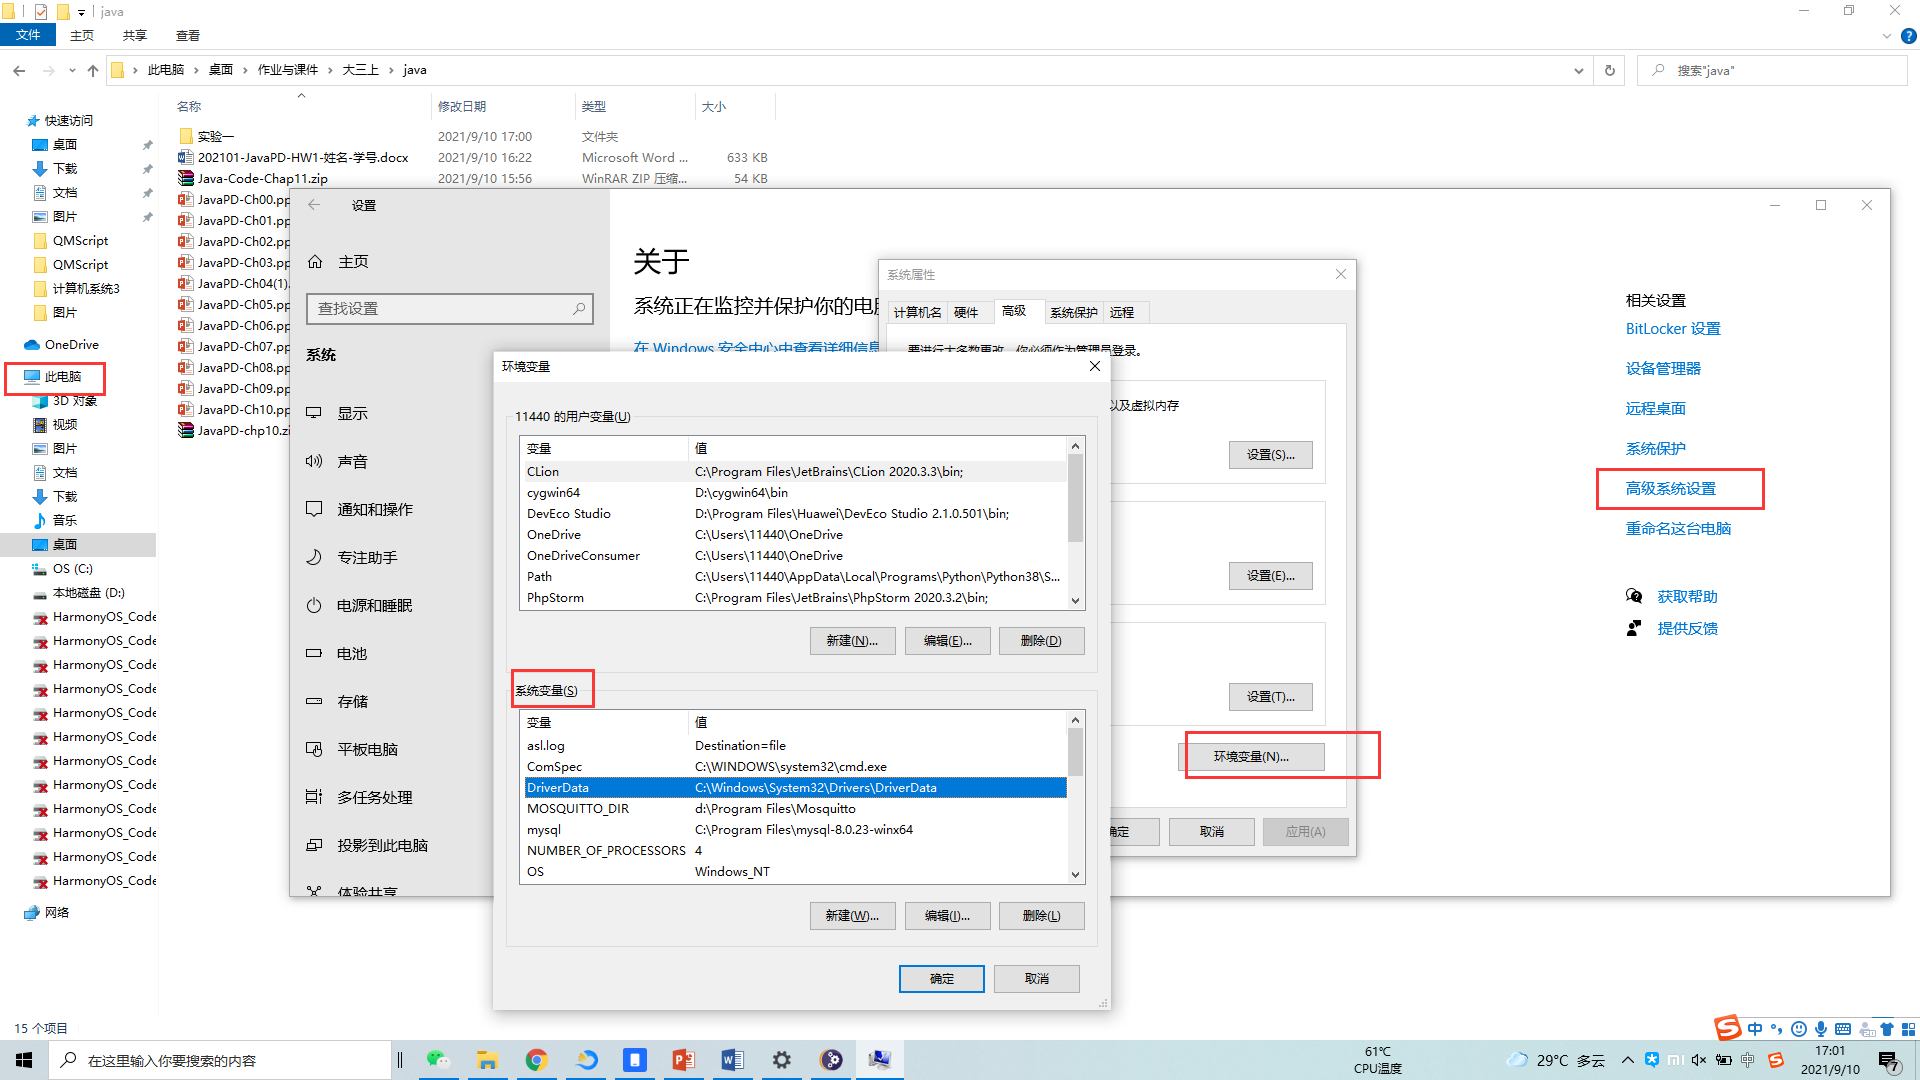 java
文件 主页 共享 查看
此电脑 › 桌面 › 作业与课件 › 大三上 › java
搜索"java"
名称 修改日期 类型 大小
实验一 2021/9/10 17:00 文件夹
202101-JavaPD-HW1-姓名-学号.docx 2021/9/10 16:22 Microsoft Word ... 633 KB
Java-Code-Chap11.zip 2021/9/10 15:56 WinRAR ZIP 压缩... 54 KB
JavaPD-Ch00.pp
JavaPD-Ch01.pp
JavaPD-Ch02.pp
JavaPD-Ch03.pp
JavaPD-Ch04(1).
JavaPD-Ch05.pp
JavaPD-Ch06.pp
JavaPD-Ch07.pp
JavaPD-Ch08.pp
JavaPD-Ch09.pp
JavaPD-Ch10.pp
JavaPD-chp10.zi
快速访问
桌面
下载
文档
图片
QMScript
QMScript
计算机系统3
图片
OneDrive
此电脑
3D 对象
视频
图片
文档
下载
音乐
桌面
OS (C:)
本地磁盘 (D:)
HarmonyOS_Code
HarmonyOS_Code
HarmonyOS_Code
HarmonyOS_Code
HarmonyOS_Code
HarmonyOS_Code
HarmonyOS_Code
HarmonyOS_Code
HarmonyOS_Code
HarmonyOS_Code
HarmonyOS_Code
HarmonyOS_Code
网络
15 个项目
设置
主页
查找设置
系统
显示
声音
通知和操作
专注助手
电源和睡眠
电池
存储
平板电脑
多任务处理
投影到此电脑
体验共享
关于
系统正在监控并保护你的电脑
在 Windows 安全中心中查看详细信息
相关设置
BitLocker 设置
设备管理器
远程桌面
系统保护
高级系统设置
重命名这台电脑
获取帮助
提供反馈
系统属性
计算机名 硬件 高级 系统保护 远程
要进行大多数更改，你必须作为管理员登录。
以及虚拟内存
设置(S)...
设置(E)...
设置(T)...
环境变量(N)...
确定 取消 应用(A)
环境变量
11440 的用户变量(U)
变量 值
CLion C:\Program Files\JetBrains\CLion 2020.3.3\bin;
cygwin64 D:\cygwin64\bin
DevEco Studio D:\Program Files\Huawei\DevEco Studio 2.1.0.501\bin;
OneDrive C:\Users\11440\OneDrive
OneDriveConsumer C:\Users\11440\OneDrive
Path C:\Users\11440\AppData\Local\Programs\Python\Python38\S...
PhpStorm C:\Program Files\JetBrains\PhpStorm 2020.3.2\bin;
新建(N)... 编辑(E)... 删除(D)
系统变量(S)
变量 值
asl.log Destination=file
ComSpec C:\WINDOWS\system32\cmd.exe
DriverData C:\Windows\System32\Drivers\DriverData
MOSQUITTO_DIR d:\Program Files\Mosquitto
mysql C:\Program Files\mysql-8.0.23-winx64
NUMBER_OF_PROCESSORS 4
OS Windows_NT
新建(W)... 编辑(I)... 删除(L)
确定 取消
中
在这里输入你要搜索的内容
61℃
CPU温度
29°C 多云
中
17:01
2021/9/10
7